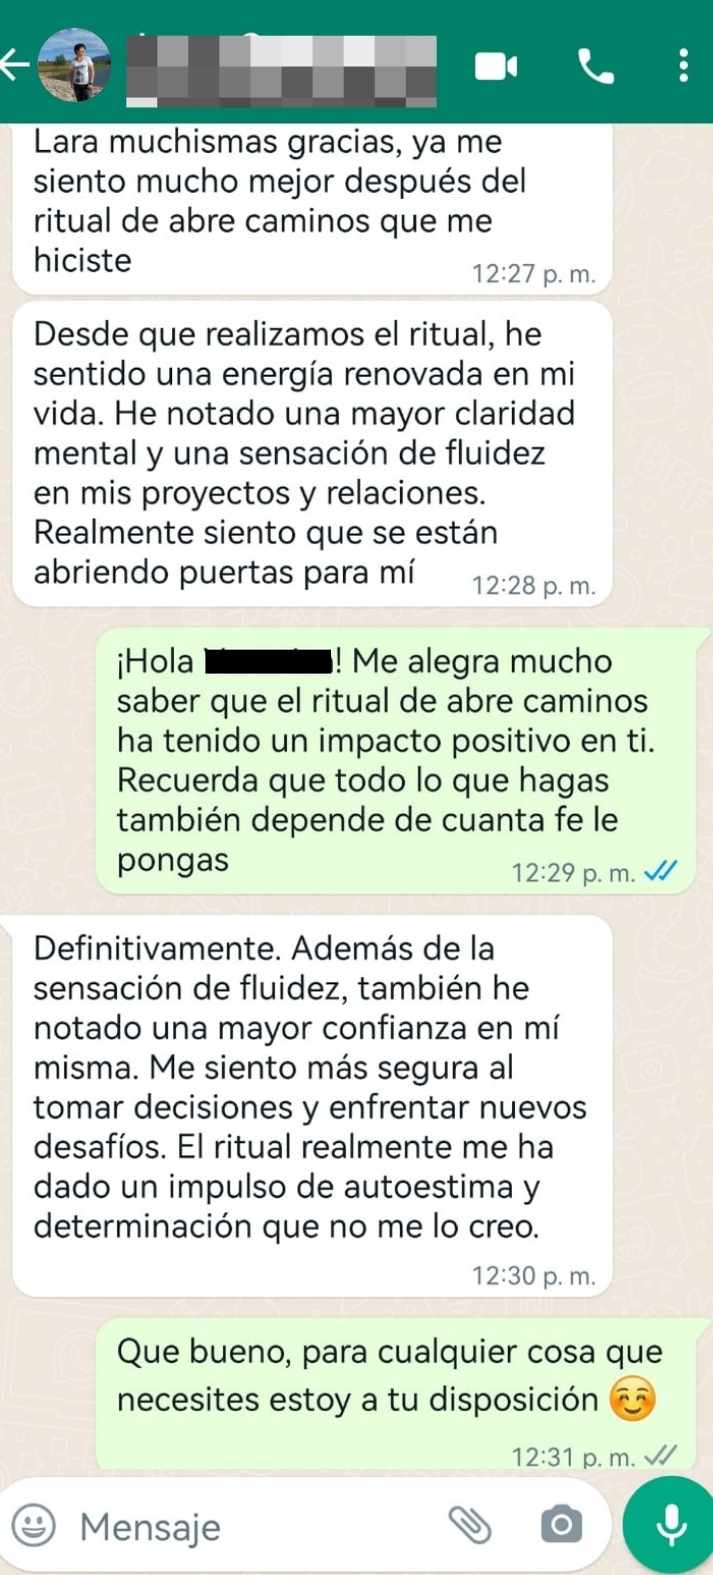 Lara muchismas gracias, ya me
siento mucho mejor después del
ritual de abre caminos que me
hiciste
12:27 p. m.
Desde que realizamos el ritual, he
sentido una energía renovada en mi
vida. He notado una mayor claridad
mental y una sensación de fluidez
en mis proyectos y relaciones.
Realmente siento que se están
abriendo puertas para mí
12:28 p. m.
¡Hola ! Me alegra mucho
saber que el ritual de abre caminos
ha tenido un impacto positivo en ti.
Recuerda que todo lo que hagas
también depende de cuanta fe le
pongas
12:29 p. m.
Definitivamente. Además de la
sensación de fluidez, también he
notado una mayor confianza en mí
misma. Me siento más segura al
tomar decisiones y enfrentar nuevos
desafíos. El ritual realmente me ha
dado un impulso de autoestima y
determinación que no me lo creo.
12:30 p. m.
Que bueno, para cualquier cosa que
necesites estoy a tu disposición 😊
12:31 p. m.
Mensaje